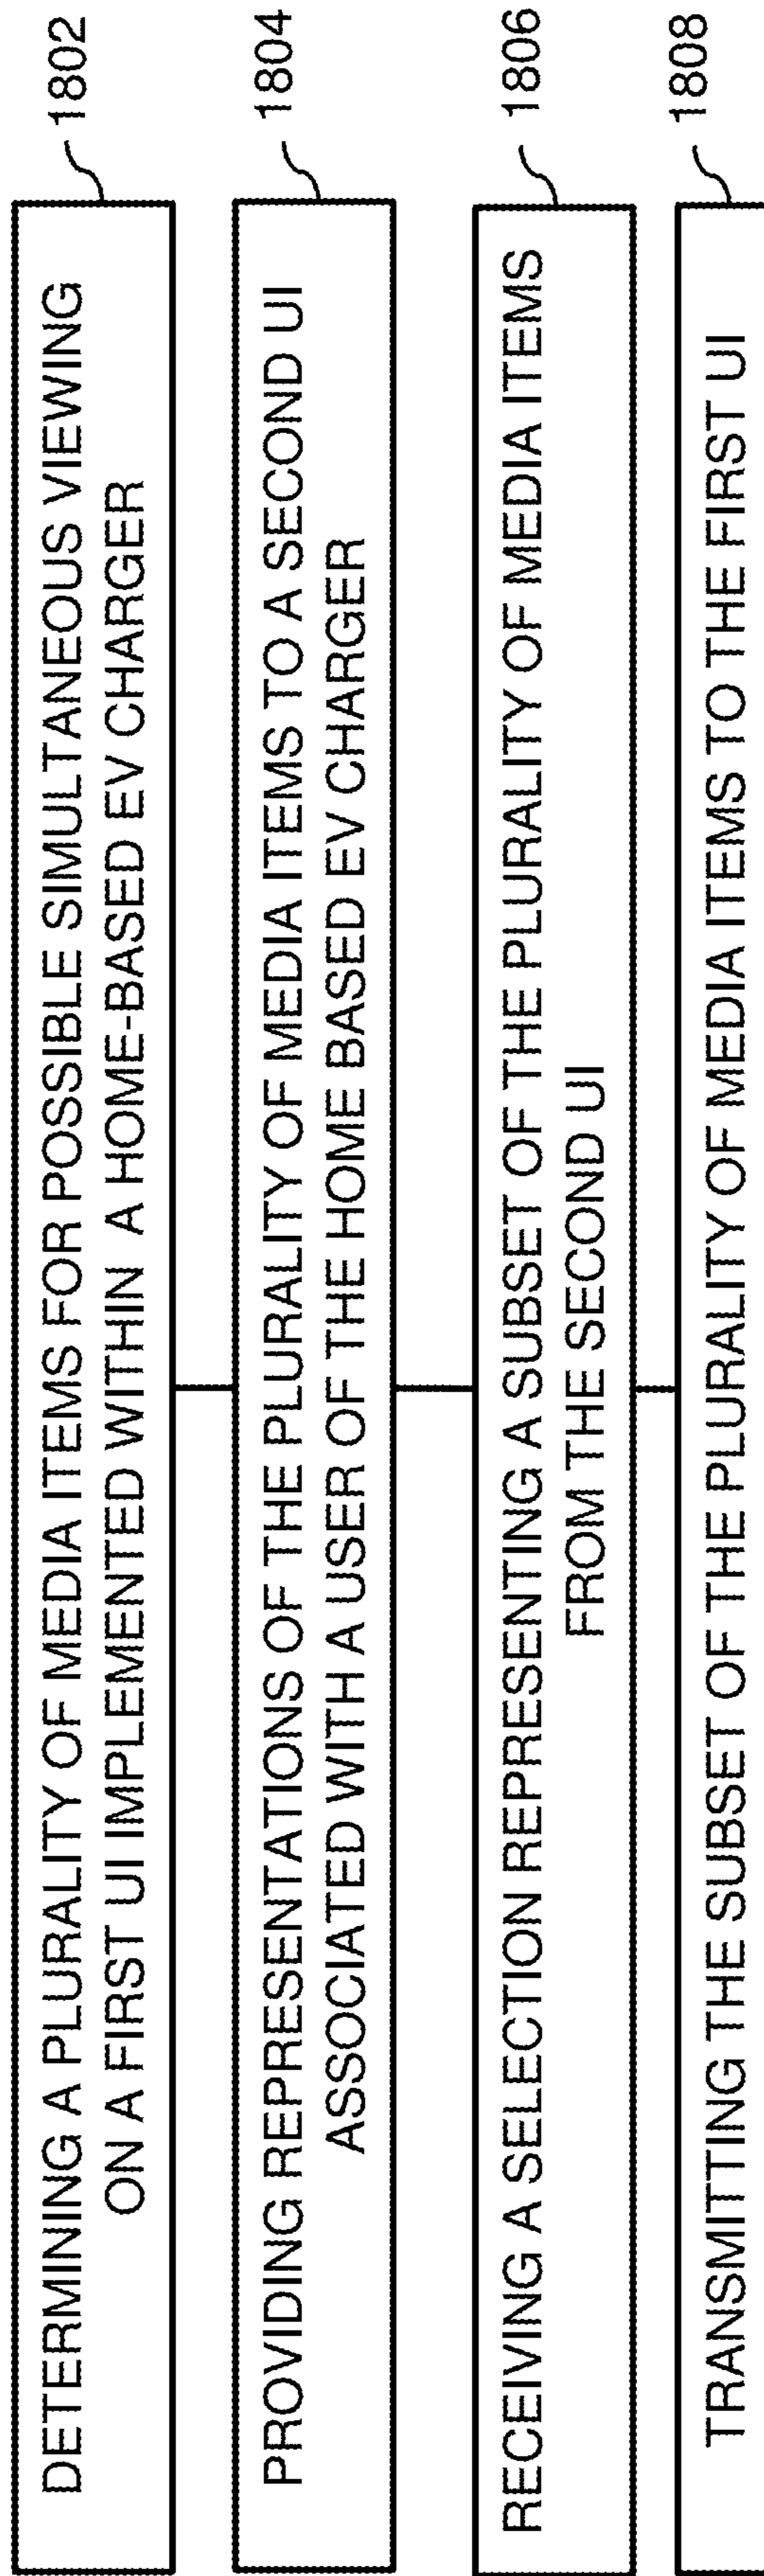 DETERMINING A PLURALITY OF MEDIA ITEMS FOR POSSIBLE SIMULTANEOUS VIEWING
ON A FIRST UI IMPLEMENTED WITHIN A HOME-BASED EV CHARGER
1802
PROVIDING REPRESENTATIONS OF THE PLURALITY OF MEDIA ITEMS TO A SECOND UI
ASSOCIATED WITH A USER OF THE HOME BASED EV CHARGER
1804
RECEIVING A SELECTION REPRESENTING A SUBSET OF THE PLURALITY OF MEDIA ITEMS
FROM THE SECOND UI
1806
TRANSMITTING THE SUBSET OF THE PLURALITY OF MEDIA ITEMS TO THE FIRST UI
1808